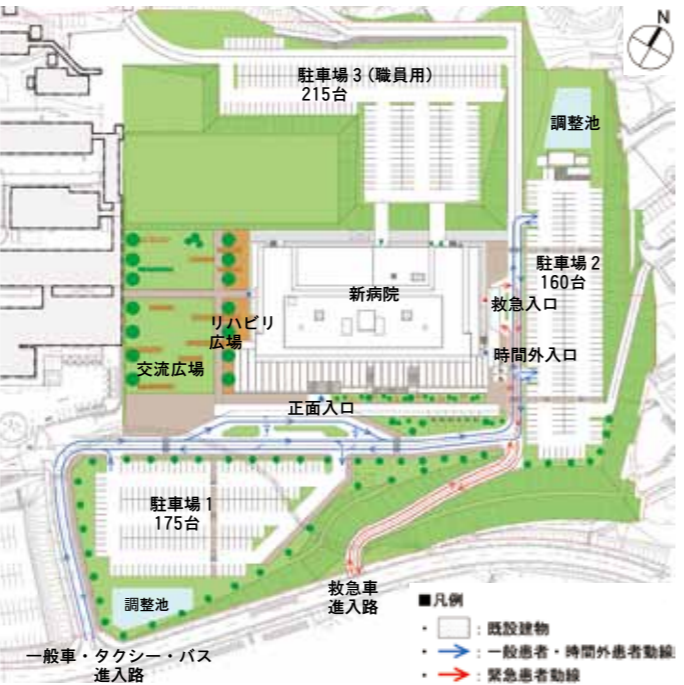 N
駐車場3(職員用)
215台
調整池
駐車場2
160台
新病院
救急入口
リハビリ
広場
時間外入口
交流広場
正面入口
駐車場1
175台
調整池
救急車
進入路
一般車・タクシー・バス
進入路
■凡例
・ : 既設建物
・ : 一般患者・時間外患者動線
・ : 緊急患者動線